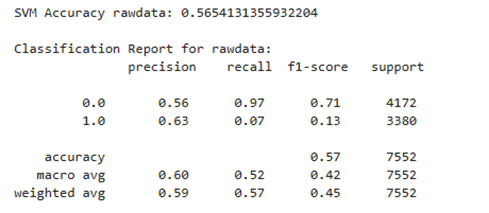 SVM Accuracy rawdata: 0.5654131355932204
Classification Report for rawdata:
precision recall f1-score support
0.0 0.56 0.97 0.71 4172
1.0 0.63 0.07 0.13 3380
accuracy 0.57 7552
macro avg 0.60 0.52 0.42 7552
weighted avg 0.59 0.57 0.45 7552